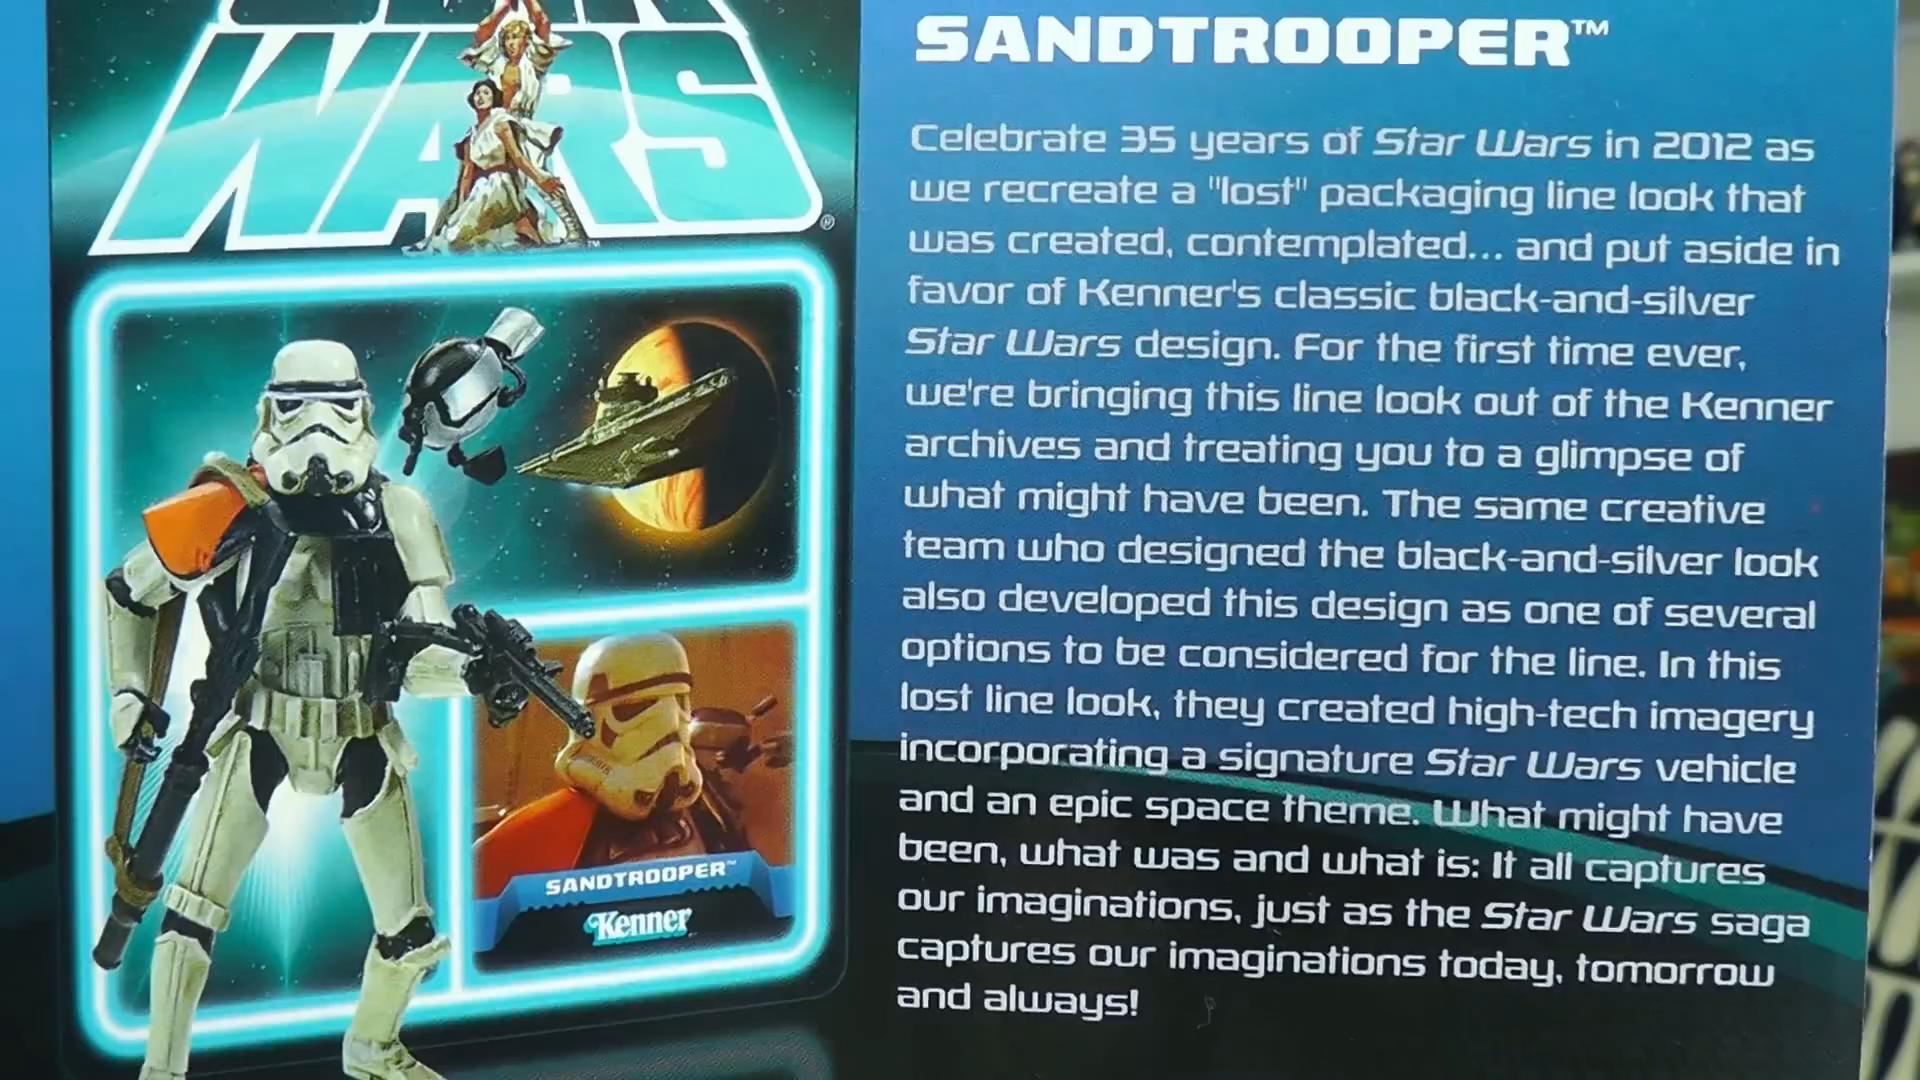 WARS
®
™
SANDTROOPER™
Kenner
SANDTROOPER™
Celebrate 35 years of Star Wars in 2012 as
we recreate a "lost" packaging line look that
was created, contemplated... and put aside in
favor of Kenner's classic black-and-silver
Star Wars design. For the first time ever,
we're bringing this line look out of the Kenner
archives and treating you to a glimpse of
what might have been. The same creative
team who designed the black-and-silver look
also developed this design as one of several
options to be considered for the line. In this
lost line look, they created high-tech imagery
incorporating a signature Star Wars vehicle
and an epic space theme. What might have
been, what was and what is: It all captures
our imaginations, just as the Star Wars saga
captures our imaginations today, tomorrow
and always!